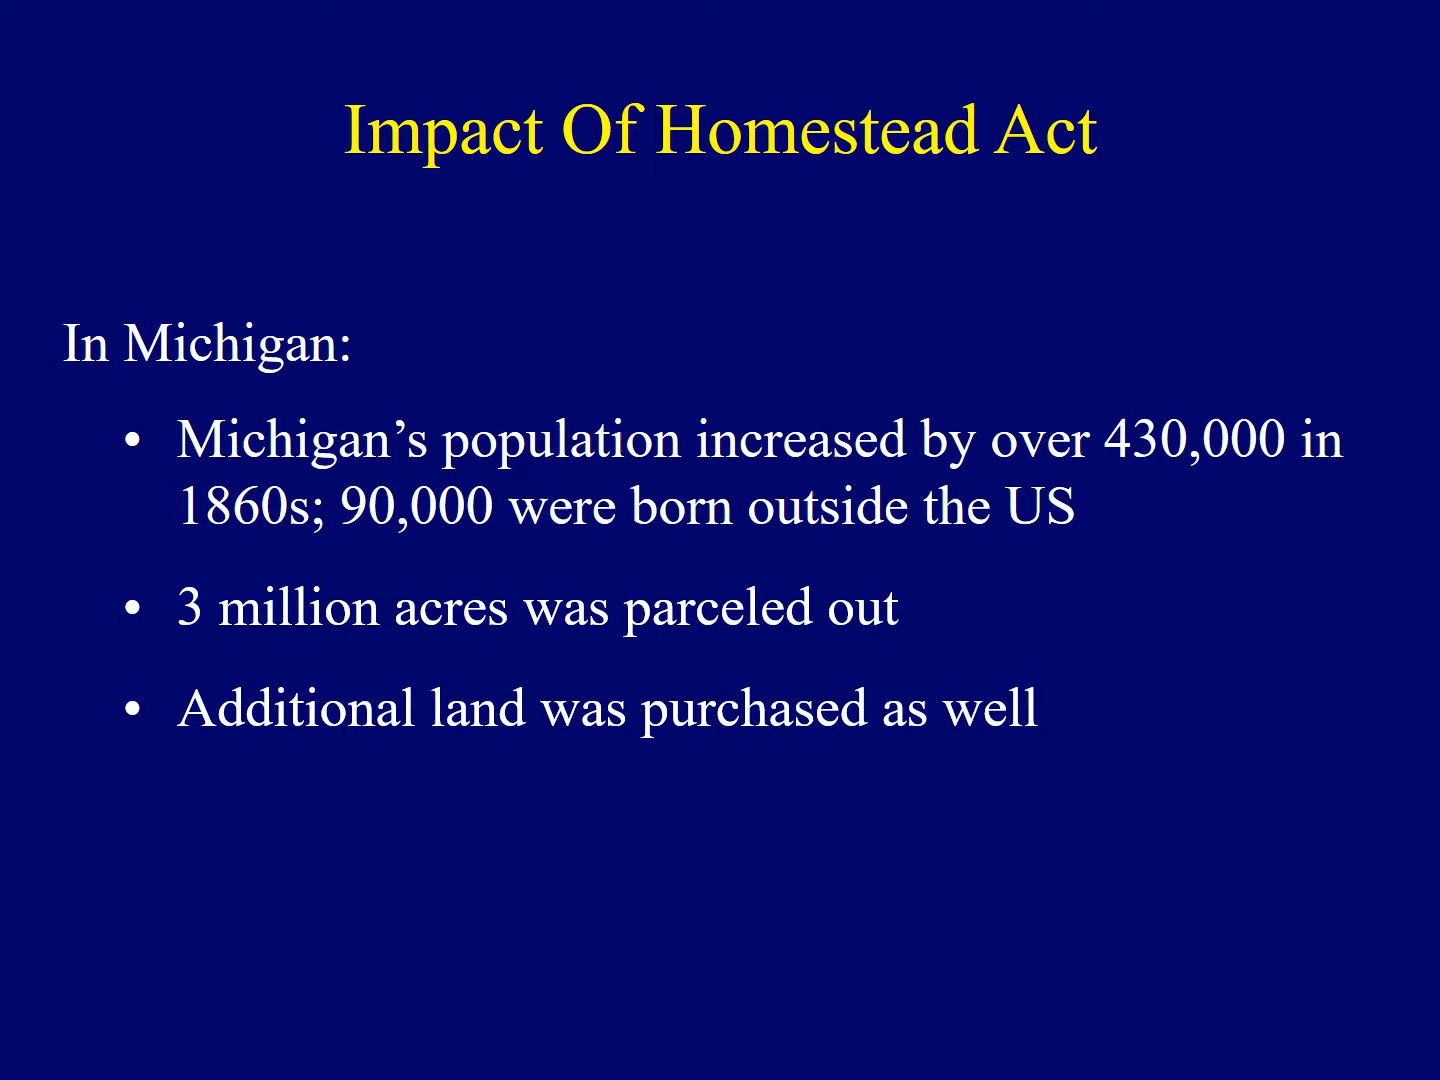 Impact Of Homestead Act
In Michigan:
• Michigan’s population increased by over 430,000 in
1860s; 90,000 were born outside the US
• 3 million acres was parceled out
• Additional land was purchased as well